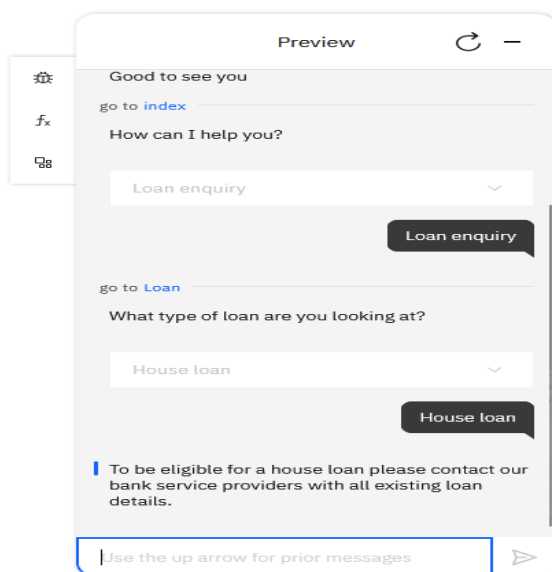 Preview
Good to see you
go to index
How can I help you?
Loan enquiry
Loan enquiry
go to Loan
What type of loan are you looking at?
House loan
House loan
To be eligible for a house loan please contact our
bank service providers with all existing loan
details.
Use the up arrow for prior messages